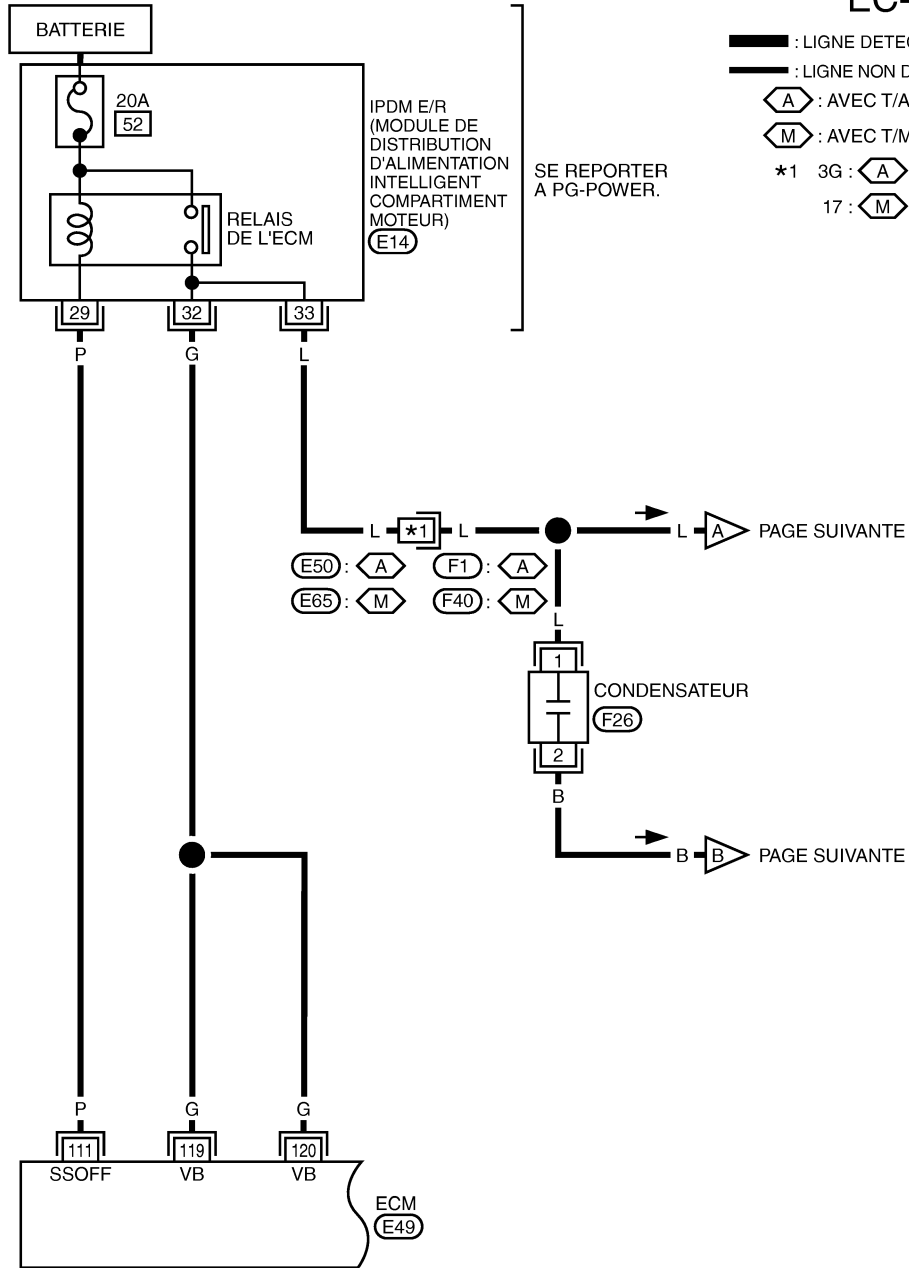 EC-
BATTERIE
: LIGNE DETEC
: LIGNE NON D
A : AVEC T/A
M : AVEC T/M
*1 3G : A
17 : M
20A
52
IPDM E/R
(MODULE DE
DISTRIBUTION
D'ALIMENTATION
INTELLIGENT
COMPARTIMENT
MOTEUR)
E14
SE REPORTER
A PG-POWER.
RELAIS
DE L'ECM
29 32 33
P G L
L *1 L L A PAGE SUIVANTE
E50 : A F1 : A
E65 : M F40 : M
L
1
CONDENSATEUR
F26
2
B
B B PAGE SUIVANTE
P G G
111 119 120
SSOFF VB VB
ECM
E49